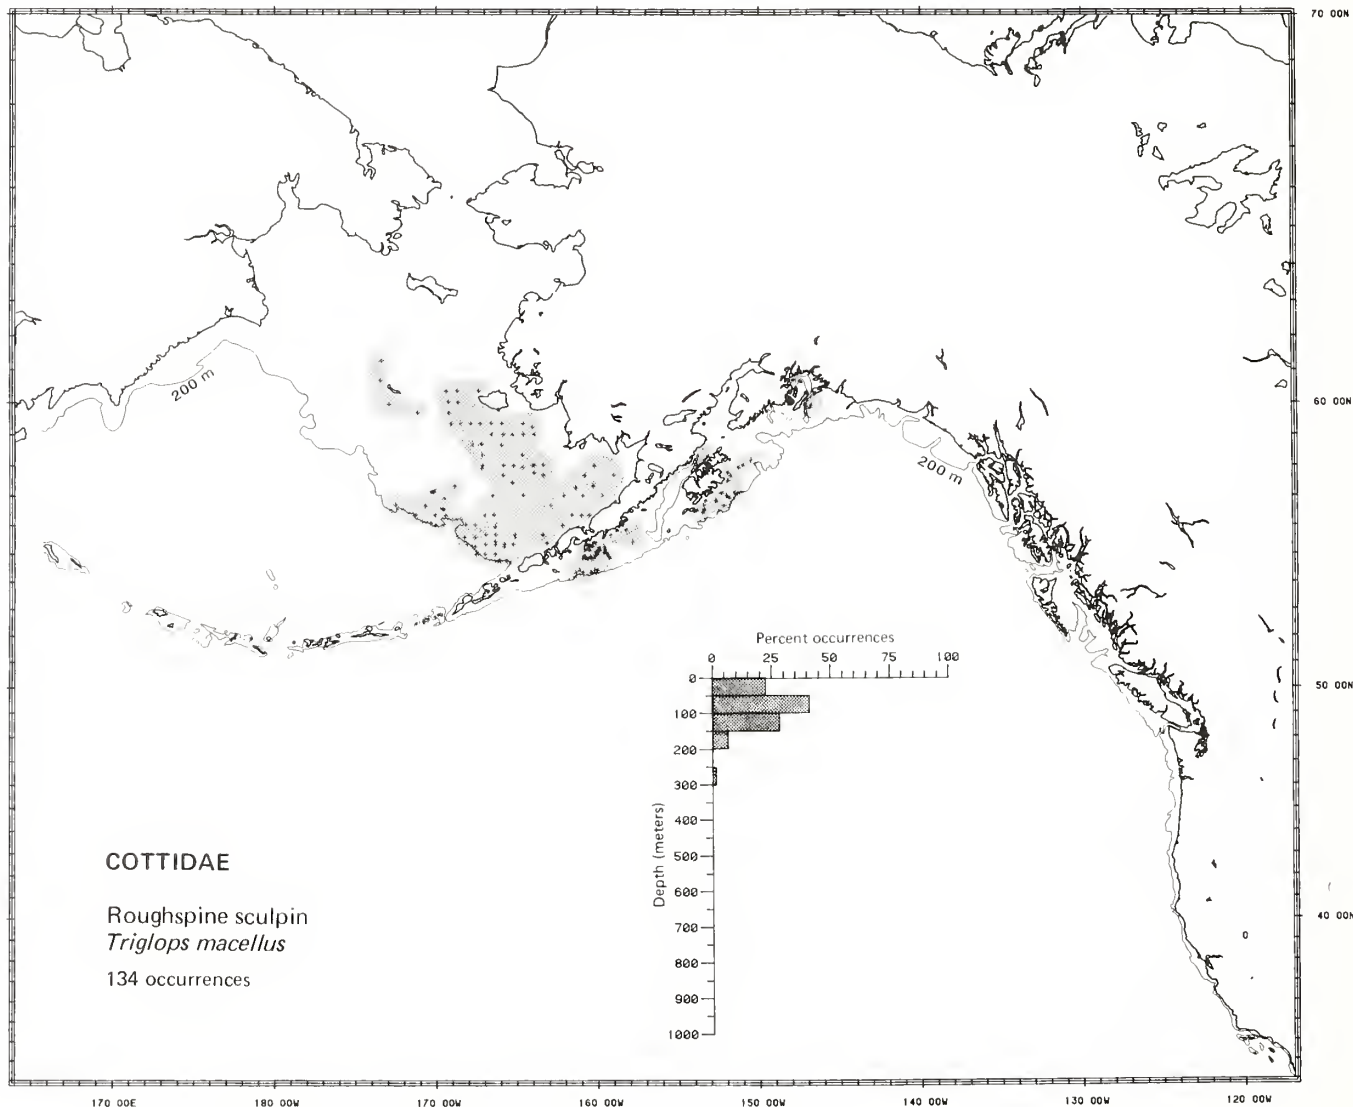 70 00N
200 m
60 00N
200 m
Percent occurrences
0 25 50 75 100
50 00N
0
100
200
300
400
500
600
700
800
900
1000
Depth (meters)
COTTIDAE
Roughspine sculpin
Triglops macellus
134 occurrences
40 00N
170 00E 180 00W 170 00W 160 00W 150 00W 140 00W 130 00W 120 00W